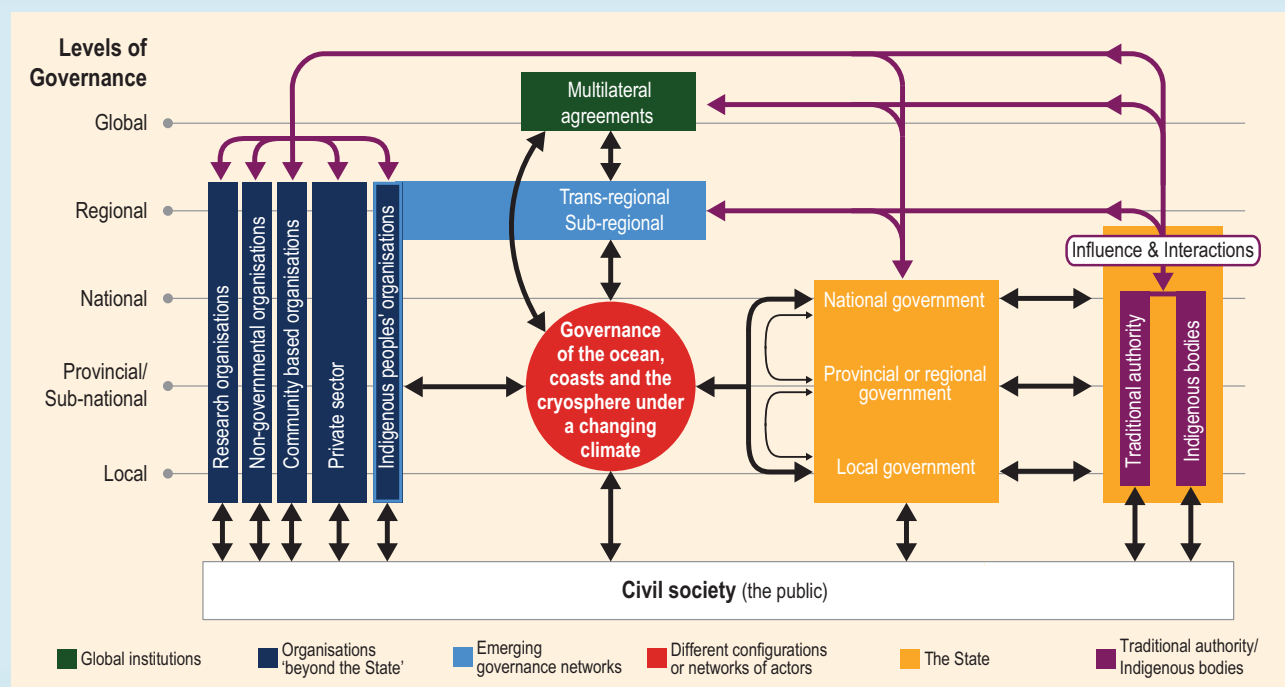 Levels of
Governance
Global
Regional
National
Provincial/
Sub-national
Local
Multilateral
agreements
Trans-regional
Sub-regional
Research organisations
Non-governmental organisations
Community based organisations
Private sector
Indigenous peoples' organisations
Governance
of the ocean,
coasts and the
cryosphere under
a changing
climate
National government
Provincial or regional
government
Local government
Influence & Interactions
Traditional authority
Indigenous bodies
Civil society (the public)
Global institutions
Organisations
‘beyond the State’
Emerging
governance networks
Different configurations
or networks of actors
The State
Traditional authority/
Indigenous bodies